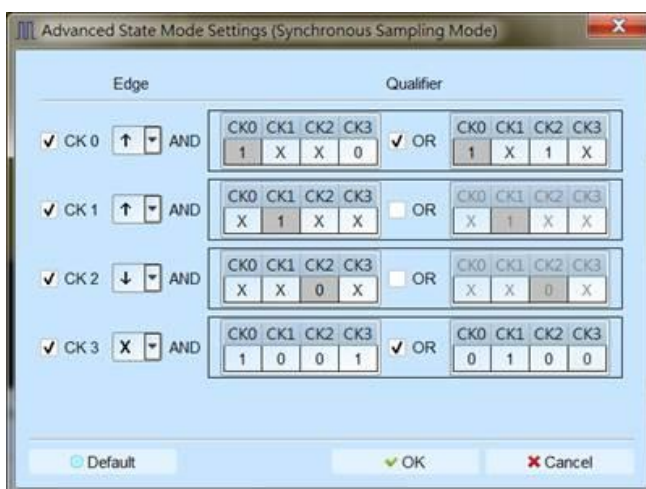 Advanced State Mode Settings (Synchronous Sampling Mode)
Edge Qualifier
CK0 CK1 CK2 CK3 CK0 CK1 CK2 CK3
CK 0 ↑ AND 1 X X 0 OR 1 X 1 X
CK0 CK1 CK2 CK3 CK0 CK1 CK2 CK3
CK 1 ↑ AND X 1 X X OR X 1 X X
CK0 CK1 CK2 CK3 CK0 CK1 CK2 CK3
CK 2 ↓ AND X X 0 X OR X X 0 X
CK0 CK1 CK2 CK3 CK0 CK1 CK2 CK3
CK 3 X AND 1 0 0 1 OR 0 1 0 0
Default OK Cancel